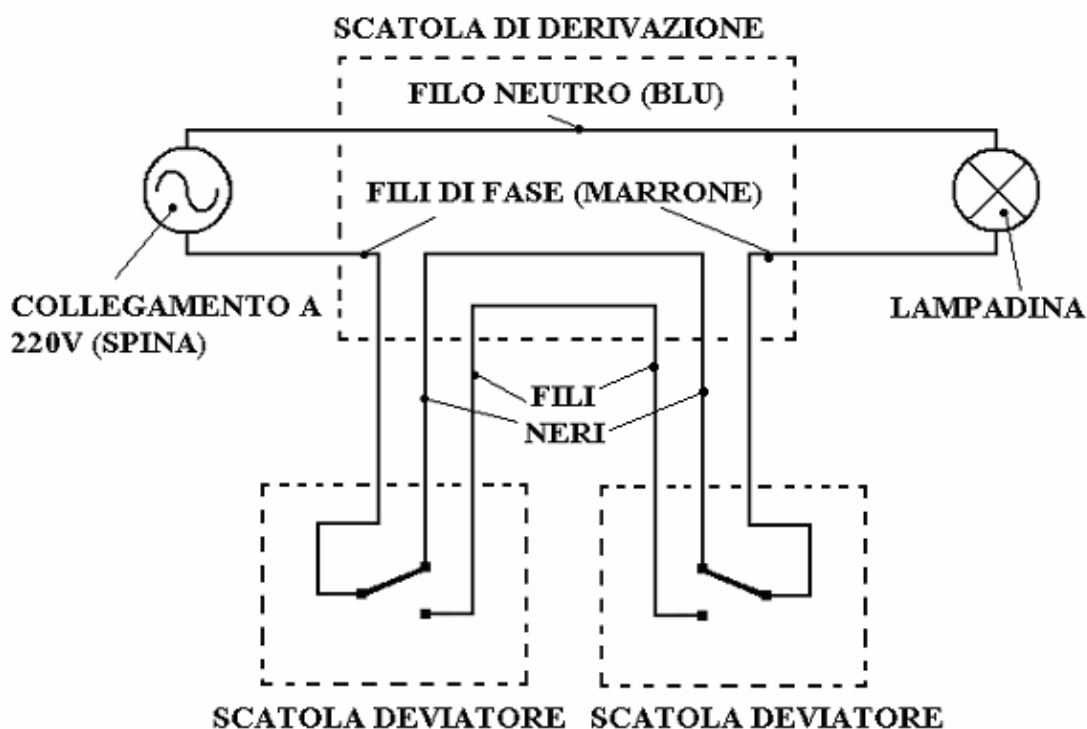 SCATOLA DI DERIVAZIONE
FILO NEUTRO (BLU)
FILI DI FASE (MARRONE)
COLLEGAMENTO A
220V (SPINA)
LAMPADINA
FILI
NERI
SCATOLA DEVIATORE
SCATOLA DEVIATORE